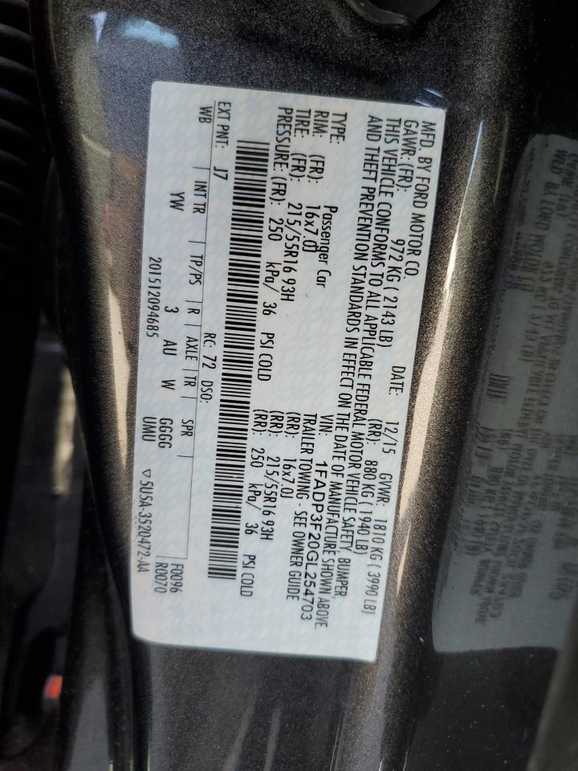 MFD. BY FORD MOTOR CO.
DATE: 12/15 GVWR: 1810 KG ( 3990 LB)
GAWR: (FR): 972 KG ( 2143 LB) (RR): 880 KG ( 1940 LB)
THIS VEHICLE CONFORMS TO ALL APPLICABLE FEDERAL MOTOR VEHICLE SAFETY, BUMPER,
AND THEFT PREVENTION STANDARDS IN EFFECT ON THE DATE OF MANUFACTURE SHOWN ABOVE
VIN: 1FADP3F20GL254703
TYPE: Passenger Car TRAILER TOWING - SEE OWNER GUIDE
RIM: (FR): 16x7.0J (RR): 16x7.0J
TIRE: (FR): 215/55R16 93H (RR): 215/55R16 93H
PRESSURE: (FR): 250 kPa/ 36 PSI COLD (RR): 250 kPa/ 36 PSI COLD
EXT PNT: J7 RC: 72 DSO: F0096
R0070
WB INT TR TP/PS R AXLE TR SPR
YW 3 AU W GGGG UMU
5U5A-3520472-AA
201512094685